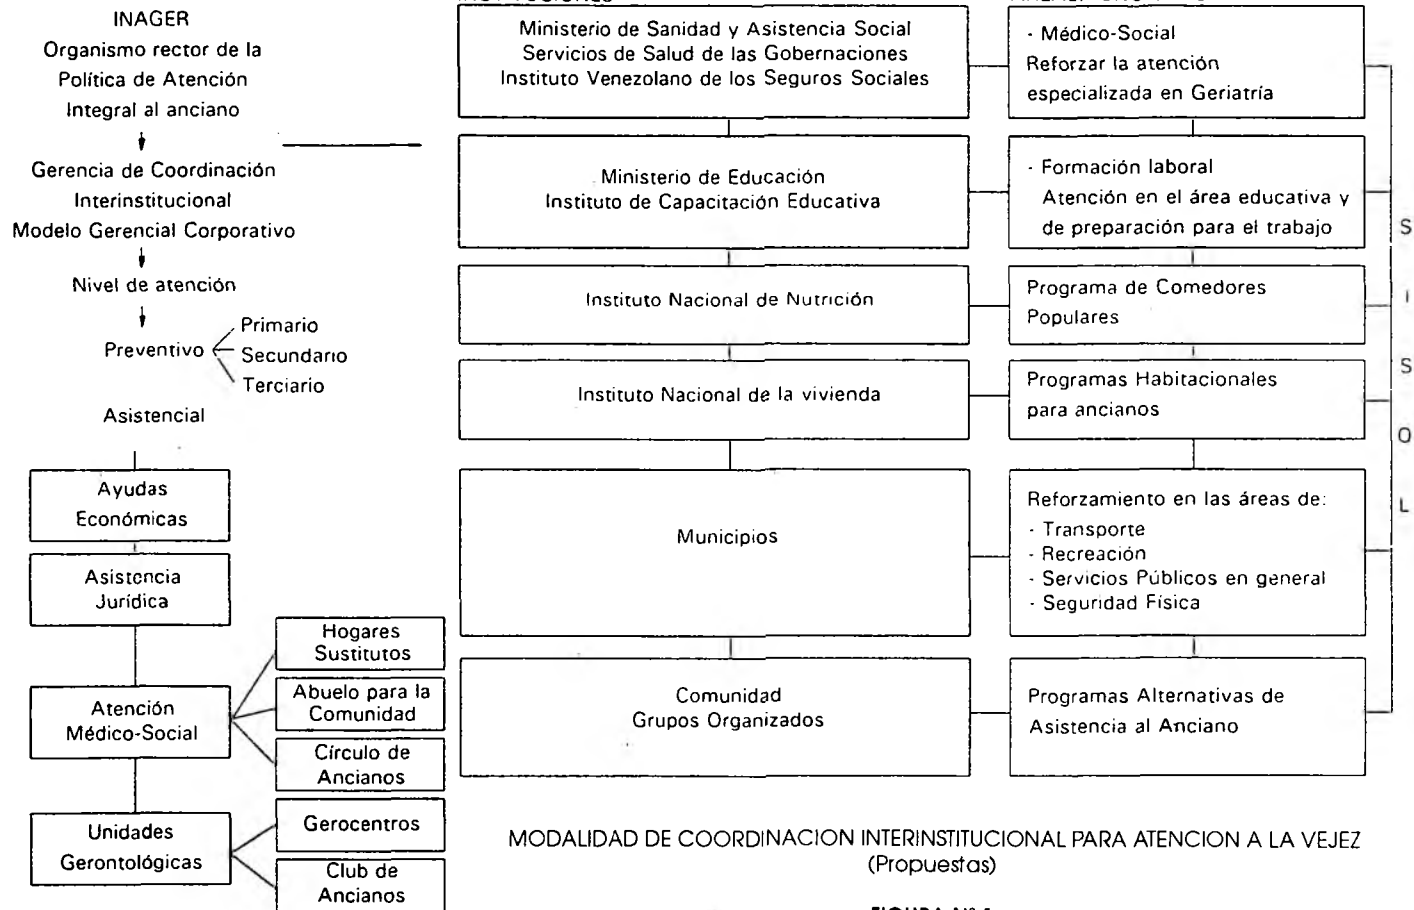 INAGER
Organismo rector de la
Política de Atención
Integral al anciano
Gerencia de Coordinación
Interinstitucional
Modelo Gerencial Corporativo
Nivel de atención
Preventivo
Primario
Secundario
Terciario
Asistencial
Ayudas
Económicas
Asistencia
Jurídica
Atención
Médico-Social
Hogares
Sustitutos
Abuelo para la
Comunidad
Círculo de
Ancianos
Unidades
Gerontológicas
Gerocentros
Club de
Ancianos
Ministerio de Sanidad y Asistencia Social
Servicios de Salud de las Gobernaciones
Instituto Venezolano de los Seguros Sociales
Ministerio de Educación
Instituto de Capacitación Educativa
Instituto Nacional de Nutrición
Instituto Nacional de la vivienda
Municipios
Comunidad
Grupos Organizados
- Médico-Social
Reforzar la atención
especializada en Geriatría
- Formación laboral
Atención en el área educativa y
de preparación para el trabajo
Programa de Comedores
Populares
Programas Habitacionales
para ancianos
Reforzamiento en las áreas de:
- Transporte
- Recreación
- Servicios Públicos en general
- Seguridad Física
Programas Alternativas de
Asistencia al Anciano
S
I
S
O
L
MODALIDAD DE COORDINACION INTERINSTITUCIONAL PARA ATENCION A LA VEJEZ
(Propuestas)